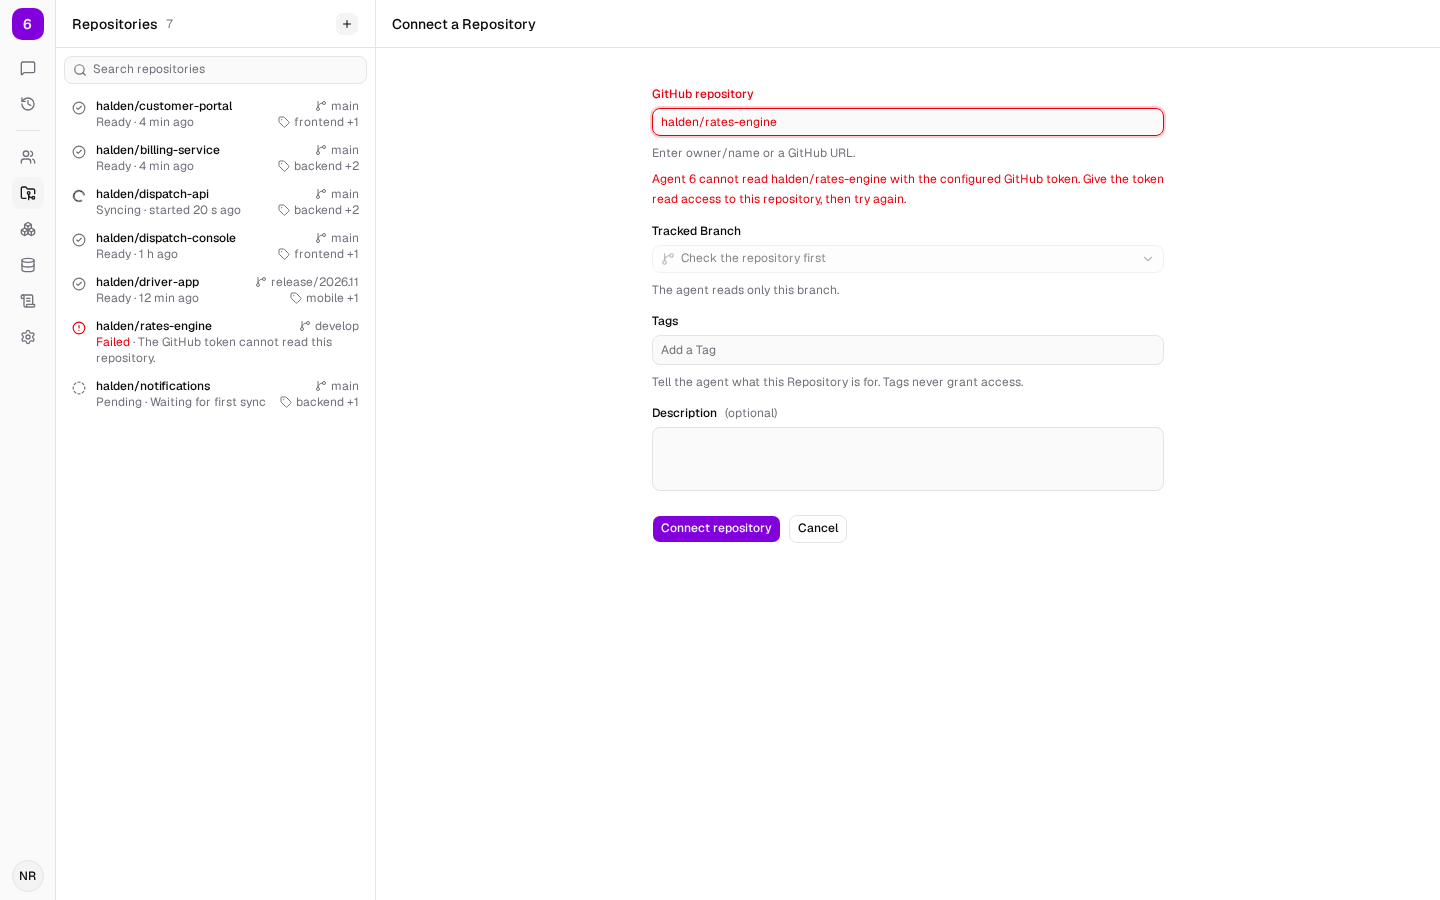 6
Repositories 7
Search repositories
halden/customer-portal main
Ready · 4 min ago frontend +1
halden/billing-service main
Ready · 4 min ago backend +2
halden/dispatch-api main
Syncing · started 20 s ago backend +2
halden/dispatch-console main
Ready · 1 h ago frontend +1
halden/driver-app release/2026.11
Ready · 12 min ago mobile +1
halden/rates-engine develop
Failed · The GitHub token cannot read this
repository.
halden/notifications main
Pending · Waiting for first sync backend +1
NR
Connect a Repository
GitHub repository
halden/rates-engine
Enter owner/name or a GitHub URL.
Agent 6 cannot read halden/rates-engine with the configured GitHub token. Give the token
read access to this repository, then try again.
Tracked Branch
Check the repository first
The agent reads only this branch.
Tags
Add a Tag
Tell the agent what this Repository is for. Tags never grant access.
Description (optional)
Connect repository Cancel